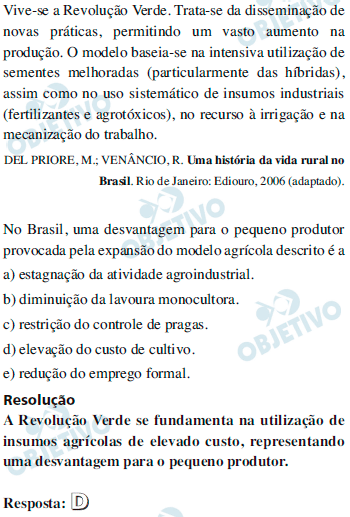 Vive-se a Revolução Verde. Trata-se da disseminação de
novas práticas, permitindo um vasto aumento na
produção. O modelo baseia-se na intensiva utilização de
sementes melhoradas (particularmente das híbridas),
assim como no uso sistemático de insumos industriais
(fertilizantes e agrotóxicos), no recurso à irrigação e na
mecanização do trabalho.
DEL PRIORE, M.; VENÂNCIO, R. Uma história da vida rural no
Brasil. Rio de Janeiro: Ediouro, 2006 (adaptado).
No Brasil, uma desvantagem para o pequeno produtor
provocada pela expansão do modelo agrícola descrito é a
a) estagnação da atividade agroindustrial.
b) diminuição da lavoura monocultora.
c) restrição do controle de pragas.
d) elevação do custo de cultivo.
e) redução do emprego formal.
Resolução
A Revolução Verde se fundamenta na utilização de
insumos agrícolas de elevado custo, representando
uma desvantagem para o pequeno produtor.
Resposta: D
OBJETIVO
OBJETIVO
OBJETIVO
OBJETIVO
OBJETIVO
OBJETIVO